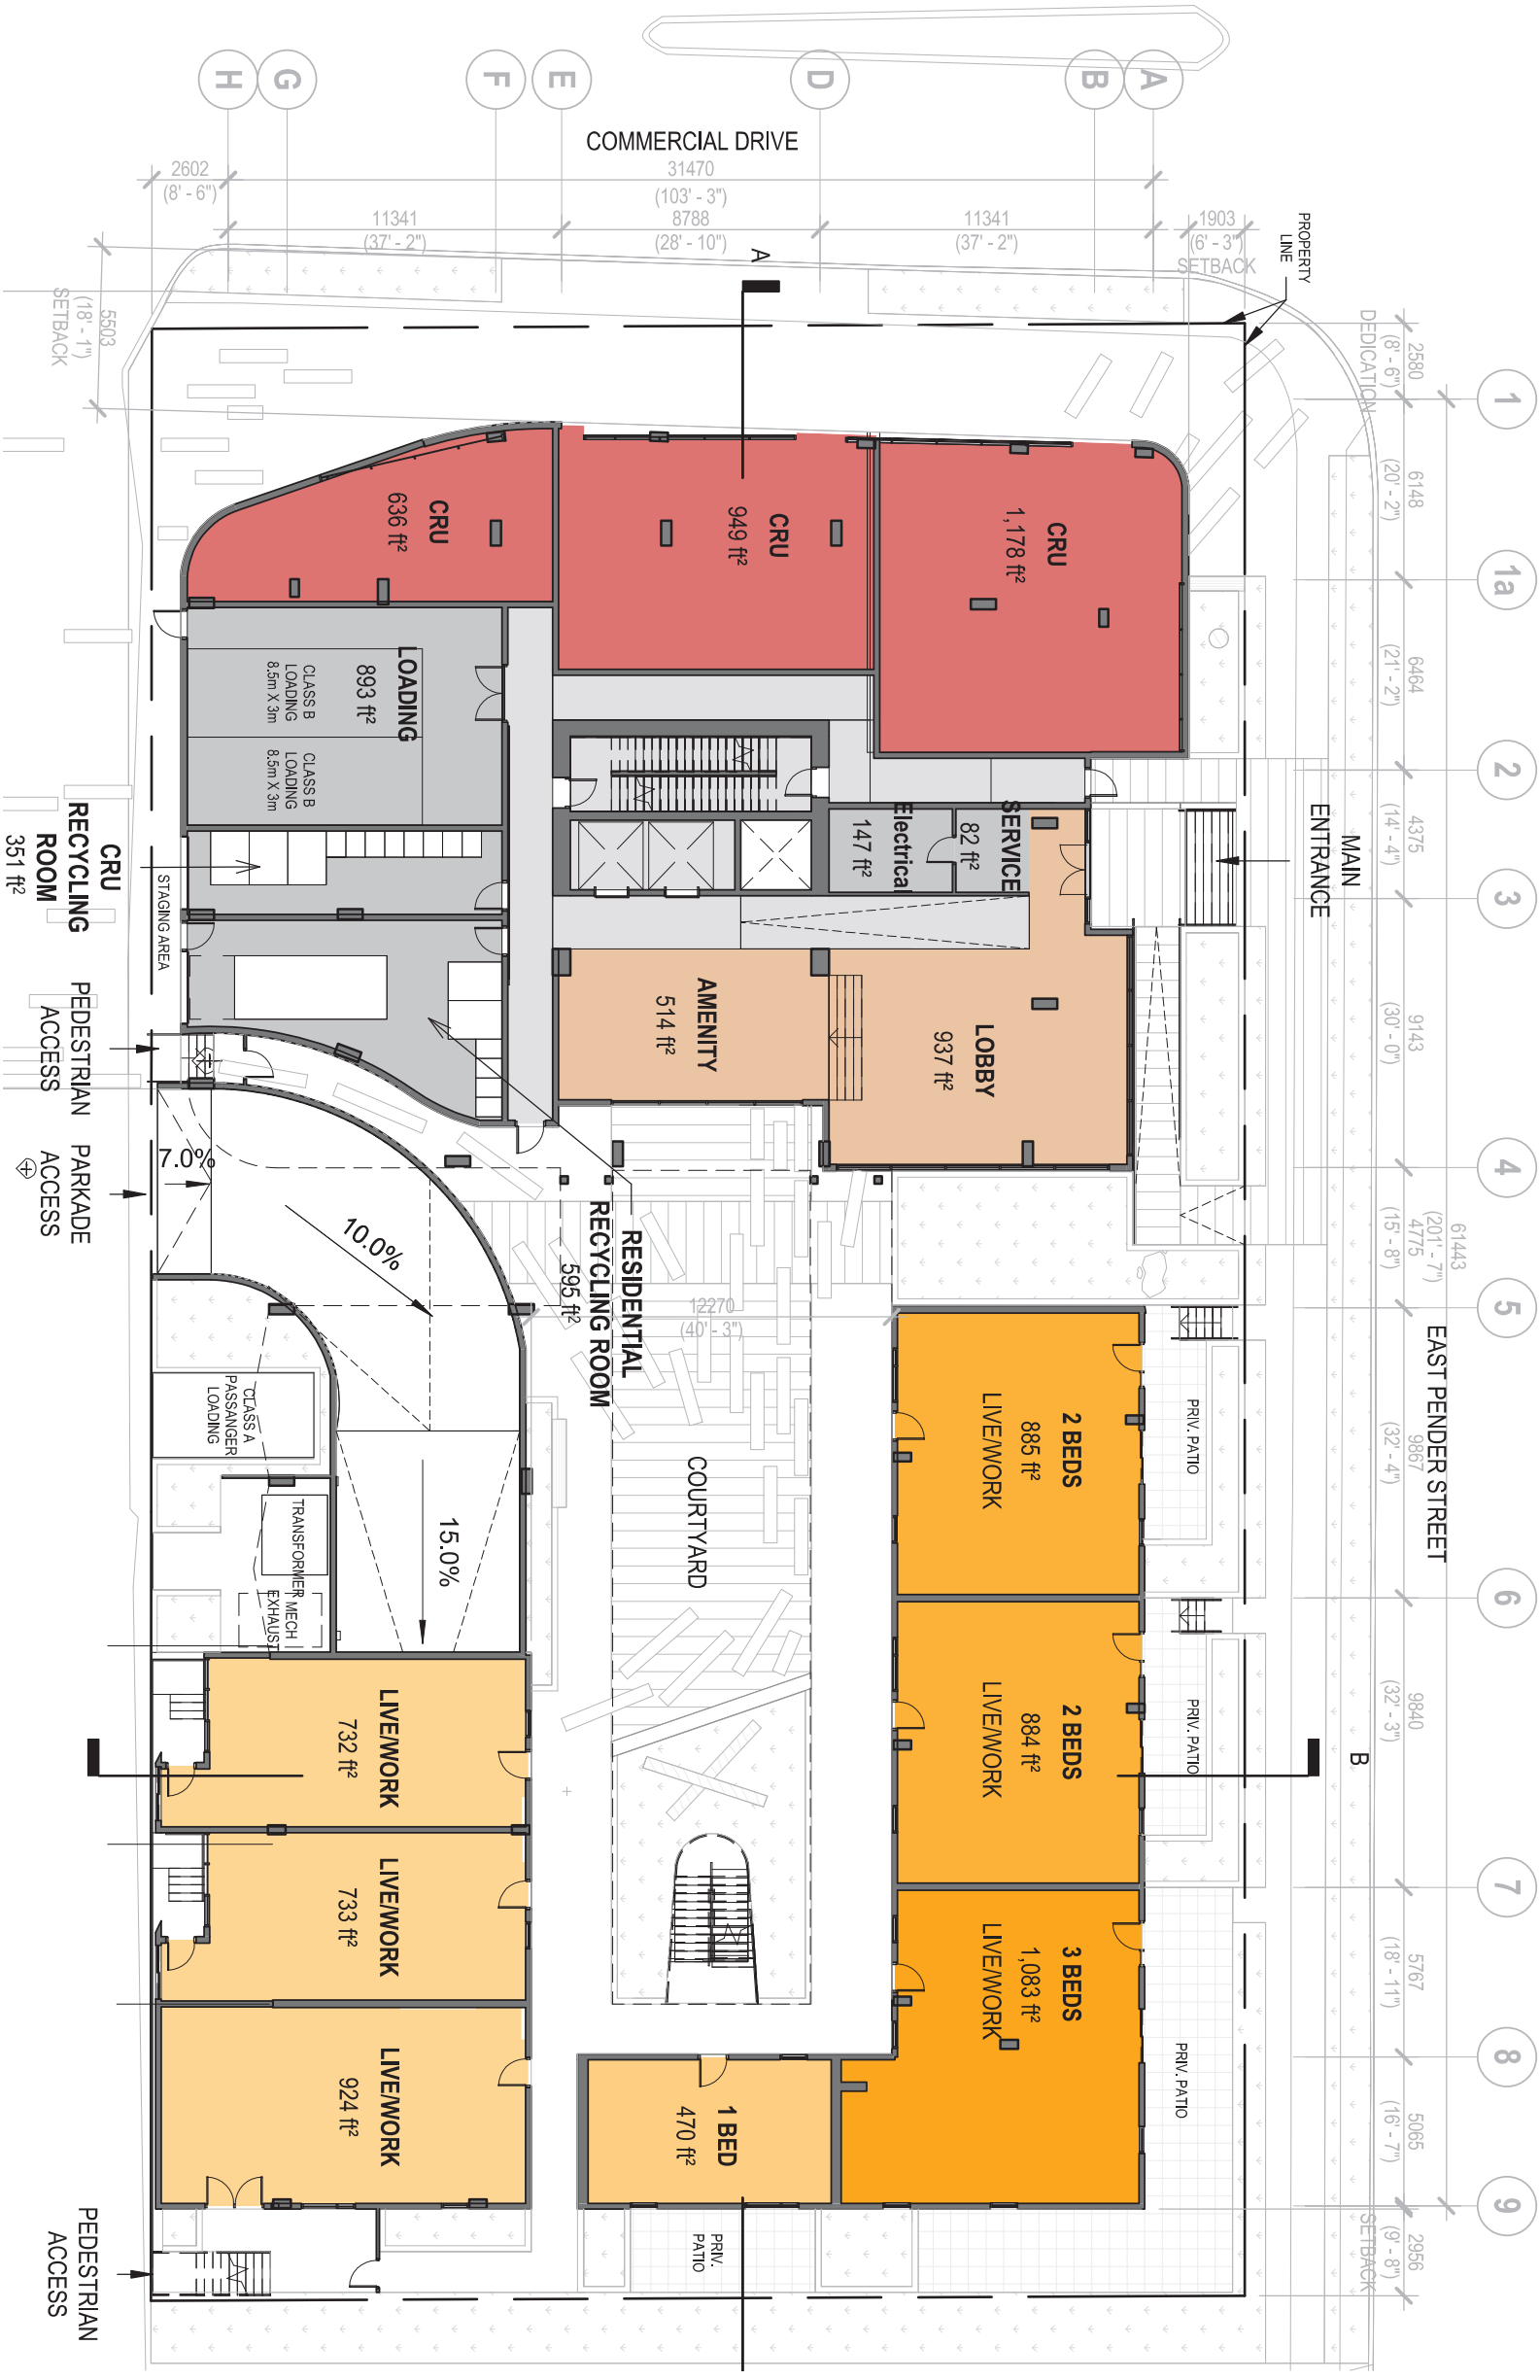 H
G
F
E
D
B
A
COMMERCIAL DRIVE
2602
(8' - 6")
31470
(103' - 3")
11341
(37' - 2")
8788
(28' - 10")
11341
(37' - 2")
1903
(6' - 3")
SETBACK
PROPERTY
LINE
A
5503
(18' - 1")
SETBACK
2580
(8' - 6")
DEDICATION
1
6148
(20' - 2")
1a
6464
(21' - 2")
2
4375
(14' - 4")
3
9143
(30' - 0")
4
61443
(201' - 7")
4775
(15' - 8")
5
9867
(32' - 4")
6
9840
(32' - 3")
7
5767
(18' - 11")
8
5065
(16' - 7")
9
2956
(9' - 8")
SETBACK
EAST PENDER STREET
MAIN
ENTRANCE
CRU
636 ft²
CRU
949 ft²
CRU
1,178 ft²
LOADING
893 ft²
CLASS B
LOADING
8.5m X 3m
CLASS B
LOADING
8.5m X 3m
SERVICE
82 ft²
Electrical
147 ft²
CRU
RECYCLING
ROOM
351 ft²
STAGING AREA
AMENITY
514 ft²
LOBBY
937 ft²
PEDESTRIAN
ACCESS
PARKADE
ACCESS
7.0%
10.0%
15.0%
RESIDENTIAL
RECYCLING ROOM
595 ft²
12270
(40' - 3")
CLASS A
PASSANGER
LOADING
TRANSFORMER
MECH
EXHAUST
COURTYARD
2 BEDS
885 ft²
LIVE/WORK
PRIV. PATIO
2 BEDS
884 ft²
LIVE/WORK
PRIV. PATIO
B
3 BEDS
1,083 ft²
LIVE/WORK
PRIV. PATIO
LIVE/WORK
732 ft²
LIVE/WORK
733 ft²
LIVE/WORK
924 ft²
1 BED
470 ft²
PRIV.
PATIO
PEDESTRIAN
ACCESS